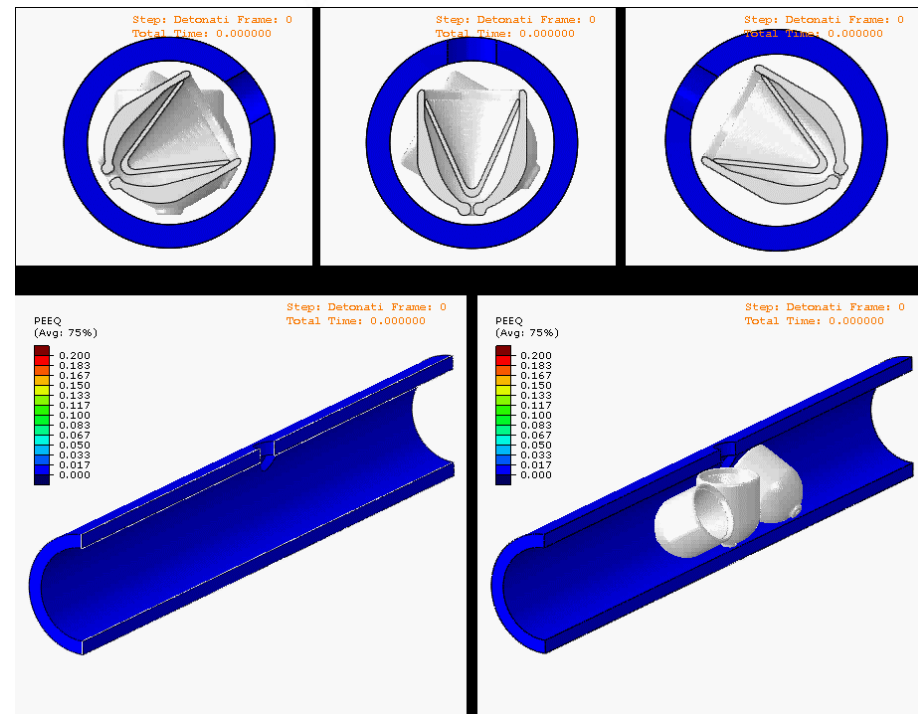 Step: Detonati Frame: 0
Total Time: 0.000000
Step: Detonati Frame: 0
Total Time: 0.000000
Step: Detonati Frame: 0
Total Time: 0.000000
Step: Detonati Frame: 0
Total Time: 0.000000
PEEQ
(Avg: 75%)
0.200
0.183
0.167
0.150
0.133
0.117
0.100
0.083
0.067
0.050
0.033
0.017
0.000
Step: Detonati Frame: 0
Total Time: 0.000000
PEEQ
(Avg: 75%)
0.200
0.183
0.167
0.150
0.133
0.117
0.100
0.083
0.067
0.050
0.033
0.017
0.000